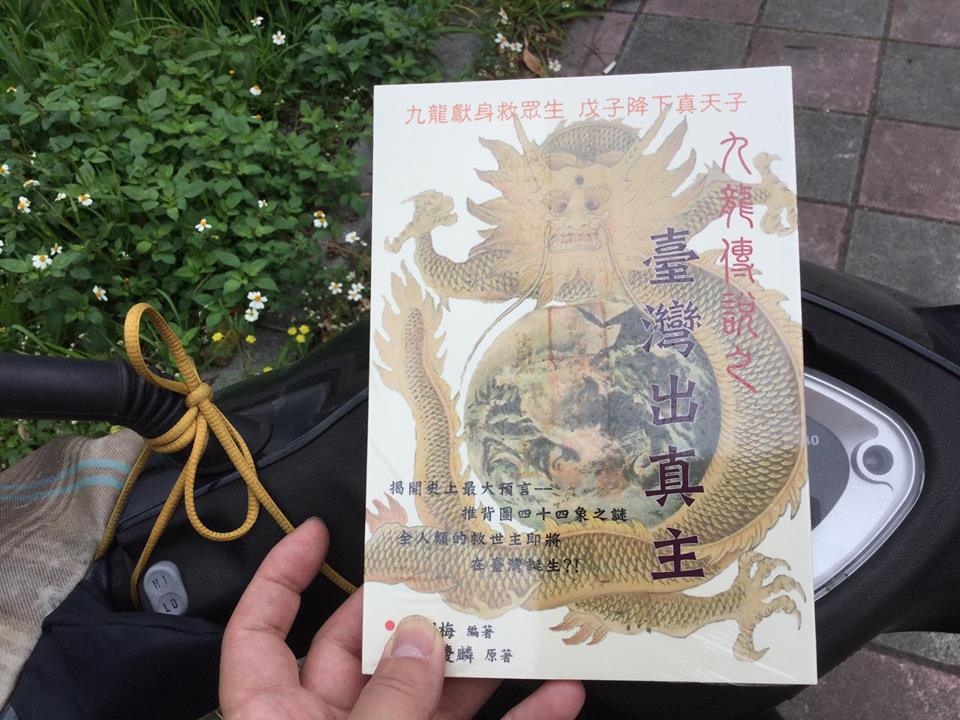 九龍獻身救眾生 戊子降下真天子
九龍傳說之
臺灣出真主
揭開史上最大預言—
推背圖四十四象之謎
全人類的救世主即將
在臺灣誕生?!
梅 編著
慶麟 原著
HI
LO
40